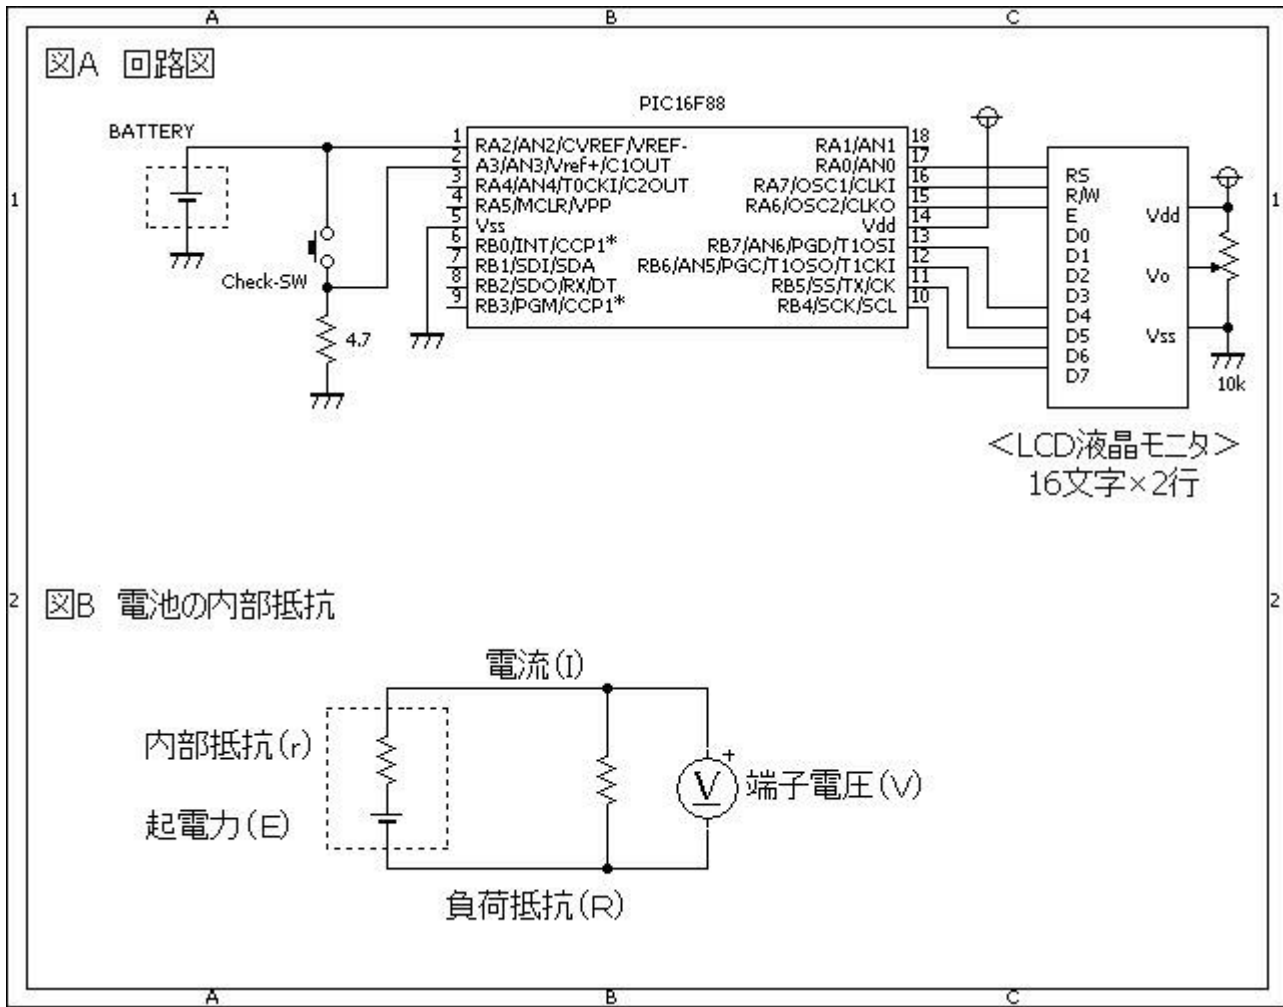 A B C
図A 回路図
PIC16F88
BATTERY
1 RA2/AN2/CVREF/VREF- RA1/AN1 18
2 A3/AN3/Vref+/C1OUT RA0/AN0 17
3 RA4/AN4/T0CKI/C2OUT RA7/OSC1/CLKI 16
4 RA5/MCLR/VPP RA6/OSC2/CLKO 15
5 Vss Vdd 14
6 RB0/INT/CCP1* RB7/AN6/PGD/T1OSI 13
7 RB1/SDI/SDA RB6/AN5/PGC/T1OSO/T1CKI 12
8 RB2/SDO/RX/DT RB5/SS/TX/CK 11
9 RB3/PGM/CCP1* RB4/SCK/SCL 10
RS
R/W
E
D0
D1
D2
D3
D4
D5
D6
D7
Vdd
Vo
Vss
10k
1 1
Check-SW
4.7
<LCD液晶モニタ>
16文字×2行
2 2
図B 電池の内部抵抗
電流(I)
内部抵抗(r)
起電力(E)
+
V
端子電圧(V)
負荷抵抗(R)
A B C